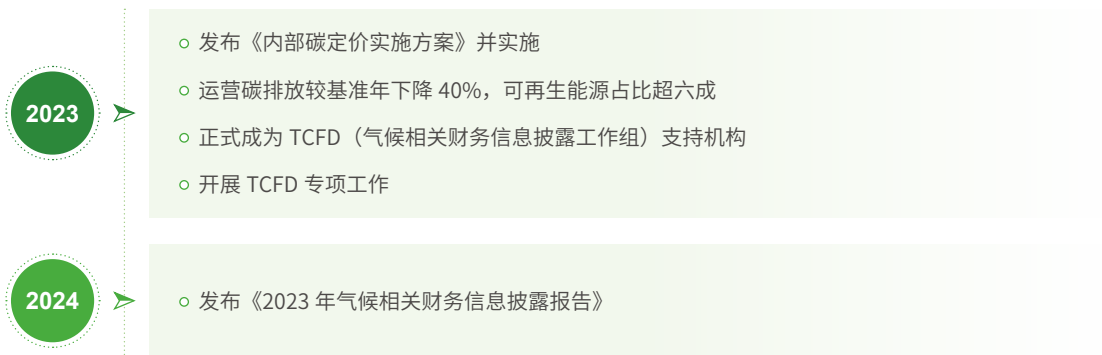 2023
发布《内部碳定价实施方案》并实施
运营碳排放较基准年下降 40%，可再生能源占比超六成
正式成为 TCFD（气候相关财务信息披露工作组）支持机构
开展 TCFD 专项工作
2024
发布《2023 年气候相关财务信息披露报告》